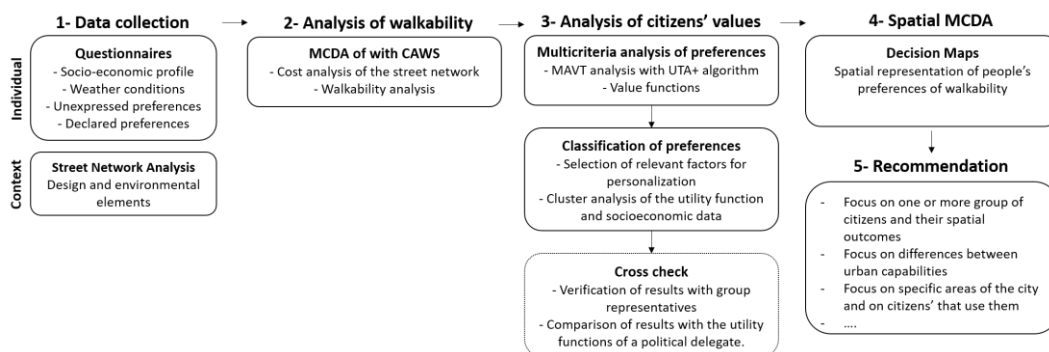 1- Data collection
2- Analysis of walkability
3- Analysis of citizens’ values
4- Spatial MCDA
Individual
Questionnaires
- Socio-economic profile
- Weather conditions
- Unexpressed preferences
- Declared preferences
Context
Street Network Analysis
Design and environmental
elements
MCDA of with CAWS
- Cost analysis of the street network
- Walkability analysis
Multicriteria analysis of preferences
- MAVT analysis with UTA+ algorithm
- Value functions
Classification of preferences
- Selection of relevant factors for
personalization
- Cluster analysis of the utility function
and socioeconomic data
Cross check
- Verification of results with group
representatives
- Comparison of results with the utility
functions of a political delegate.
Decision Maps
Spatial representation of people’s
preferences of walkability
5- Recommendation
- Focus on one or more group of
citizens and their spatial
outcomes
- Focus on differences between
urban capabilities
- Focus on specific areas of the city
and on citizens’ that use them
- ....